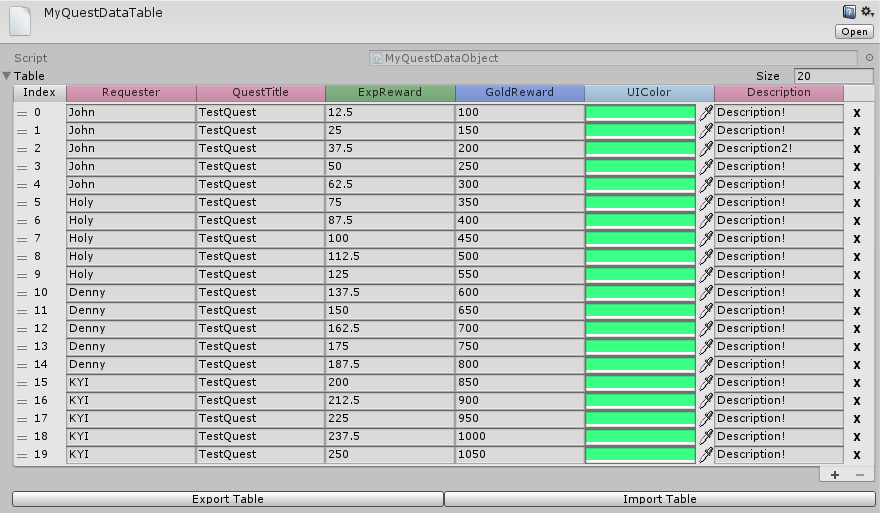 MyQuestDataTable
Open
Script MyQuestDataObject
Table Size 20
Index Requester QuestTitle ExpReward GoldReward UIColor Description
0 John TestQuest 12.5 100 Description! x
1 John TestQuest 25 150 Description! x
2 John TestQuest 37.5 200 Description2! x
3 John TestQuest 50 250 Description! x
4 John TestQuest 62.5 300 Description! x
5 Holy TestQuest 75 350 Description! x
6 Holy TestQuest 87.5 400 Description! x
7 Holy TestQuest 100 450 Description! x
8 Holy TestQuest 112.5 500 Description! x
9 Holy TestQuest 125 550 Description! x
10 Denny TestQuest 137.5 600 Description! x
11 Denny TestQuest 150 650 Description! x
12 Denny TestQuest 162.5 700 Description! x
13 Denny TestQuest 175 750 Description! x
14 Denny TestQuest 187.5 800 Description! x
15 KYI TestQuest 200 850 Description! x
16 KYI TestQuest 212.5 900 Description! x
17 KYI TestQuest 225 950 Description! x
18 KYI TestQuest 237.5 1000 Description! x
19 KYI TestQuest 250 1050 Description! x
+ −
Export Table Import Table